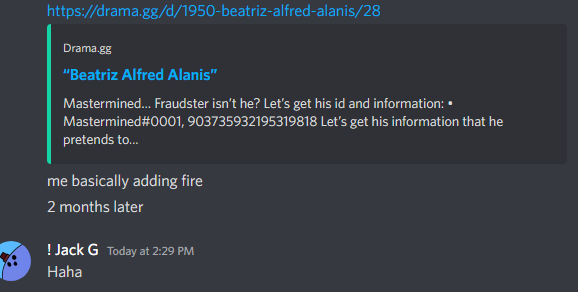 https://drama.gg/d/1950-beatriz-alfred-alanis/28
Drama.gg
“Beatriz Alfred Alanis”
Mastermined... Fraudster isn’t he? Let’s get his id and information: •
Mastermined#0001, 903735932195319818 Let’s get his information that he
pretends to...
me basically adding fire
2 months later
! Jack G Today at 2:29 PM
Haha